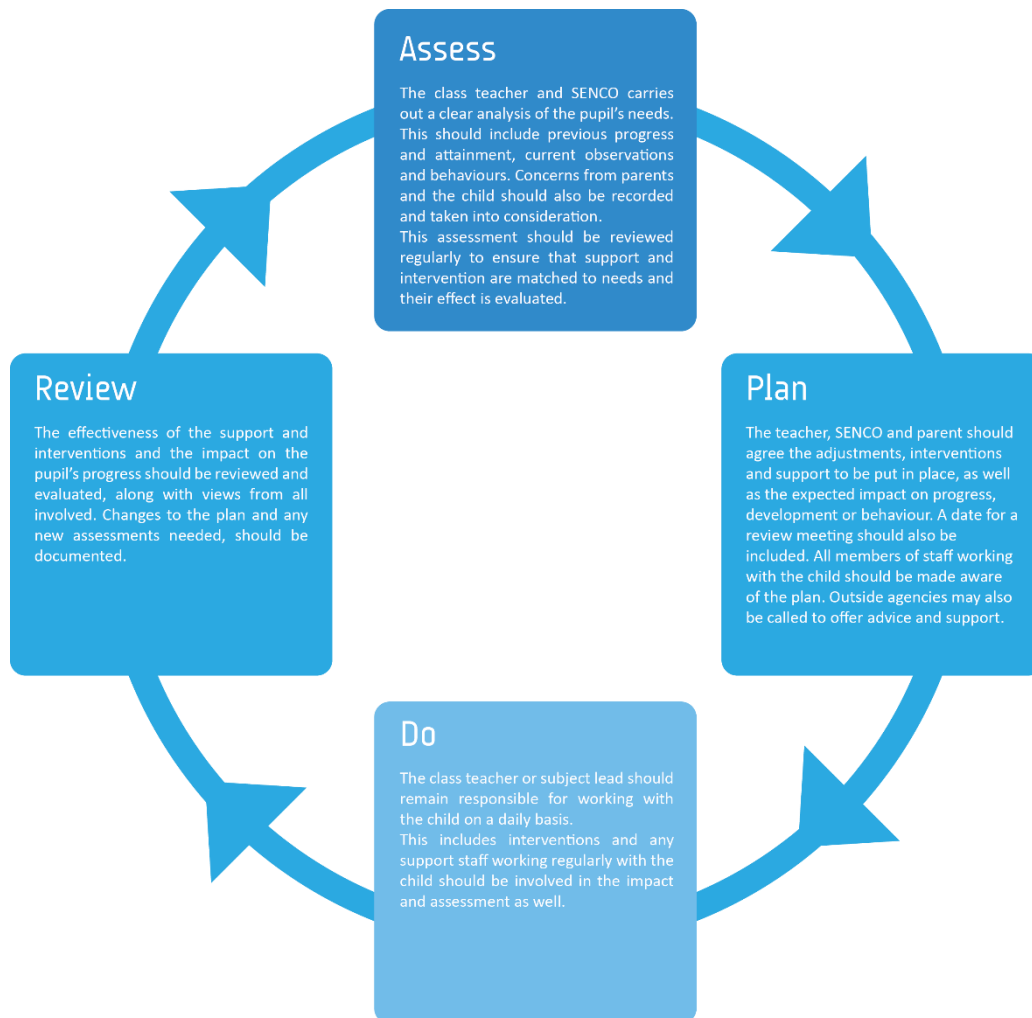 Assess
The class teacher and SENCO carries
out a clear analysis of the pupil's needs.
This should include previous progress
and attainment, current observations
and behaviours. Concerns from parents
and the child should also be recorded
and taken into consideration.
This assessment should be reviewed
regularly to ensure that support and
intervention are matched to needs and
their effect is evaluated.
Plan
The teacher, SENCO and parent should
agree the adjustments, interventions
and support to be put in place, as well
as the expected impact on progress,
development or behaviour. A date for a
review meeting should also be
included. All members of staff working
with the child should be made aware
of the plan. Outside agencies may also
be called to offer advice and support.
Do
The class teacher or subject lead should
remain responsible for working with
the child on a daily basis.
This includes interventions and any
support staff working regularly with the
child should be involved in the impact
and assessment as well.
Review
The effectiveness of the support and
interventions and the impact on the
pupil's progress should be reviewed and
evaluated, along with views from all
involved. Changes to the plan and any
new assessments needed, should be
documented.